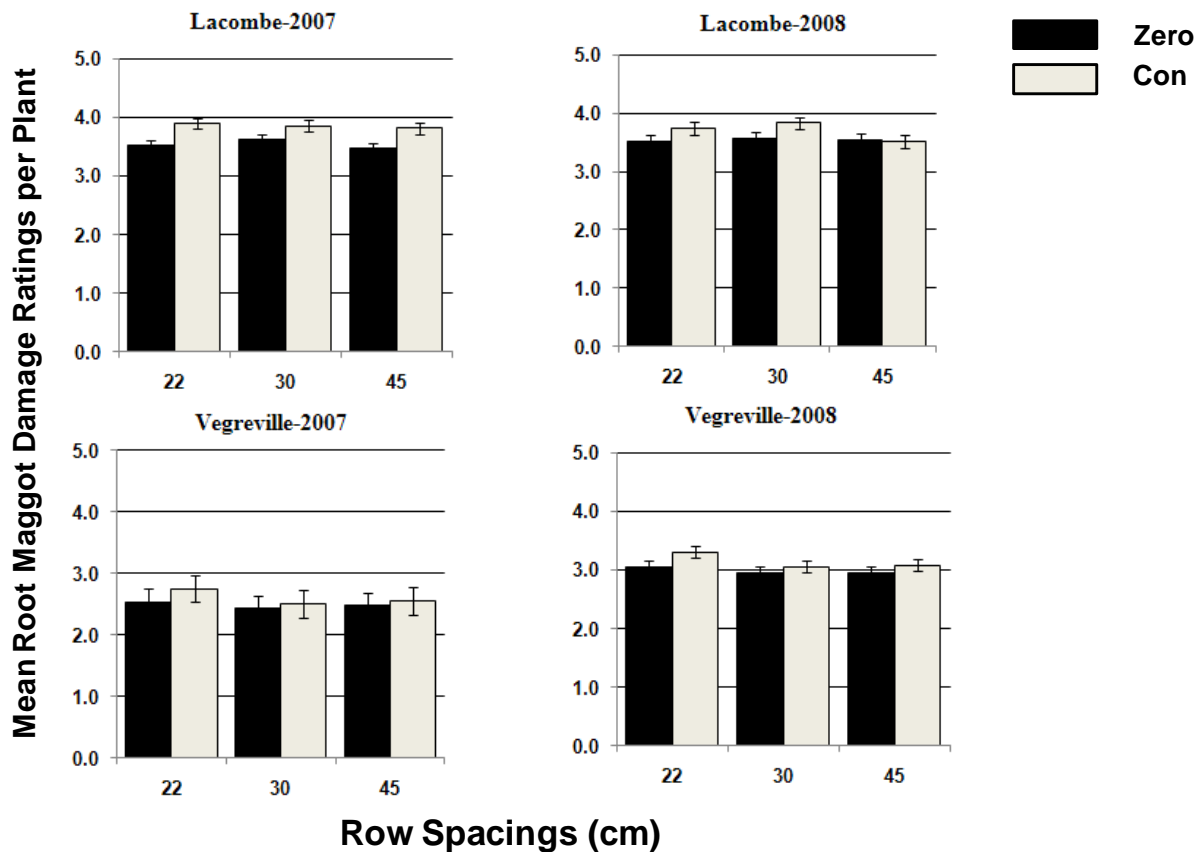 Lacombe-2007
Lacombe-2008
Zero
Con
Mean Root Maggot Damage Ratings per Plant
5.0
4.0
3.0
2.0
1.0
0.0
22 30 45
5.0
4.0
3.0
2.0
1.0
0.0
22 30 45
Vegreville-2007
5.0
4.0
3.0
2.0
1.0
0.0
22 30 45
Vegreville-2008
5.0
4.0
3.0
2.0
1.0
0.0
22 30 45
Row Spacings (cm)